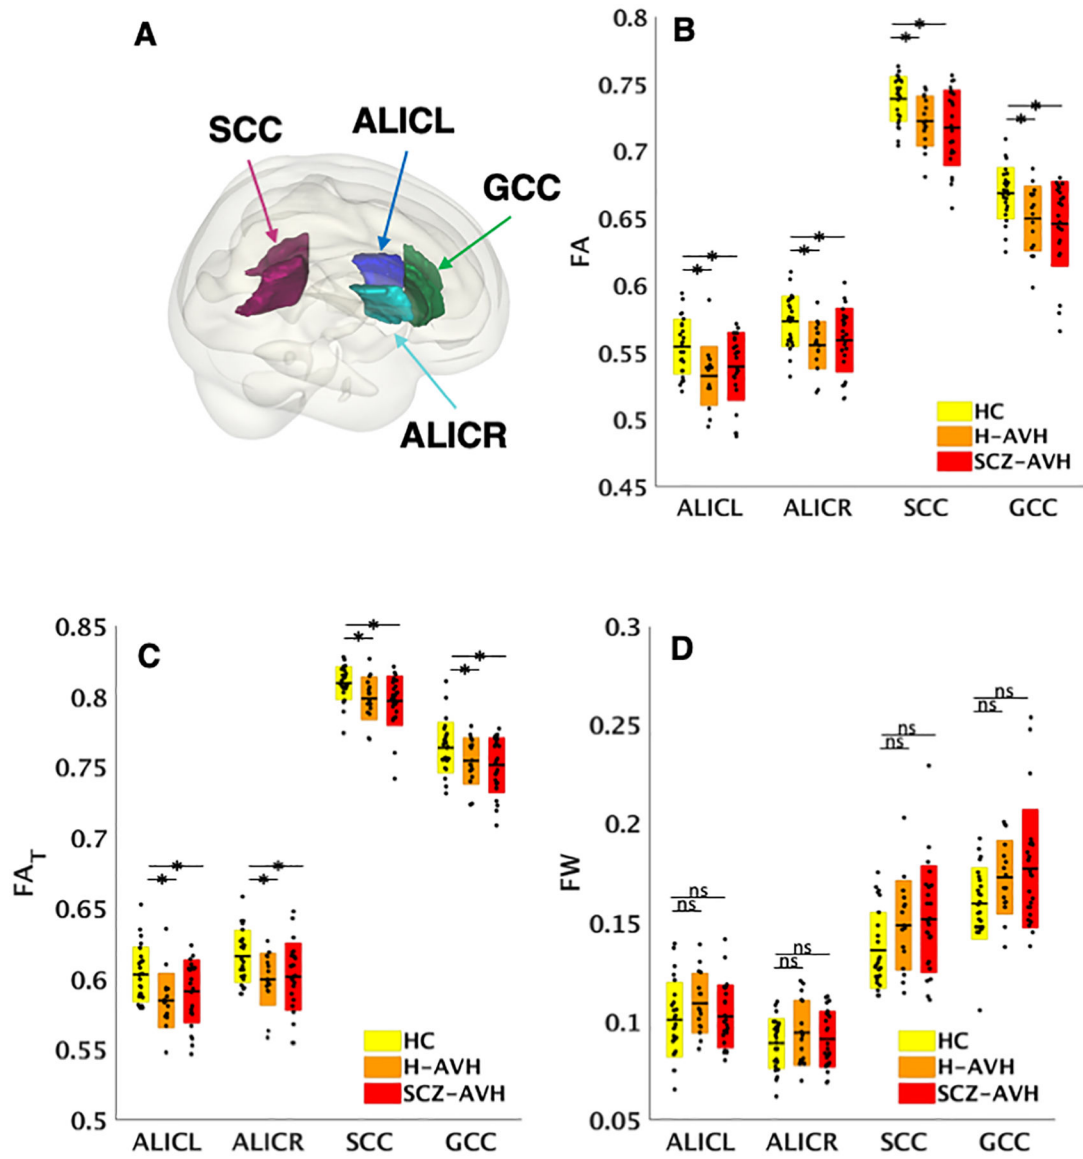 A
SCC
ALICL
GCC
ALICR
B
FA
0.8
0.75
0.7
0.65
0.6
0.55
0.5
0.45
* * * * * * * *
HC
H-AVH
SCZ-AVH
ALICL ALICR SCC GCC
C
FA_T
0.85
0.8
0.75
0.7
0.65
0.6
0.55
0.5
* * * * * * * *
HC
H-AVH
SCZ-AVH
ALICL ALICR SCC GCC
D
FW
0.3
0.25
0.2
0.15
0.1
0.05
ns ns ns ns
ns ns ns ns
HC
H-AVH
SCZ-AVH
ALICL ALICR SCC GCC